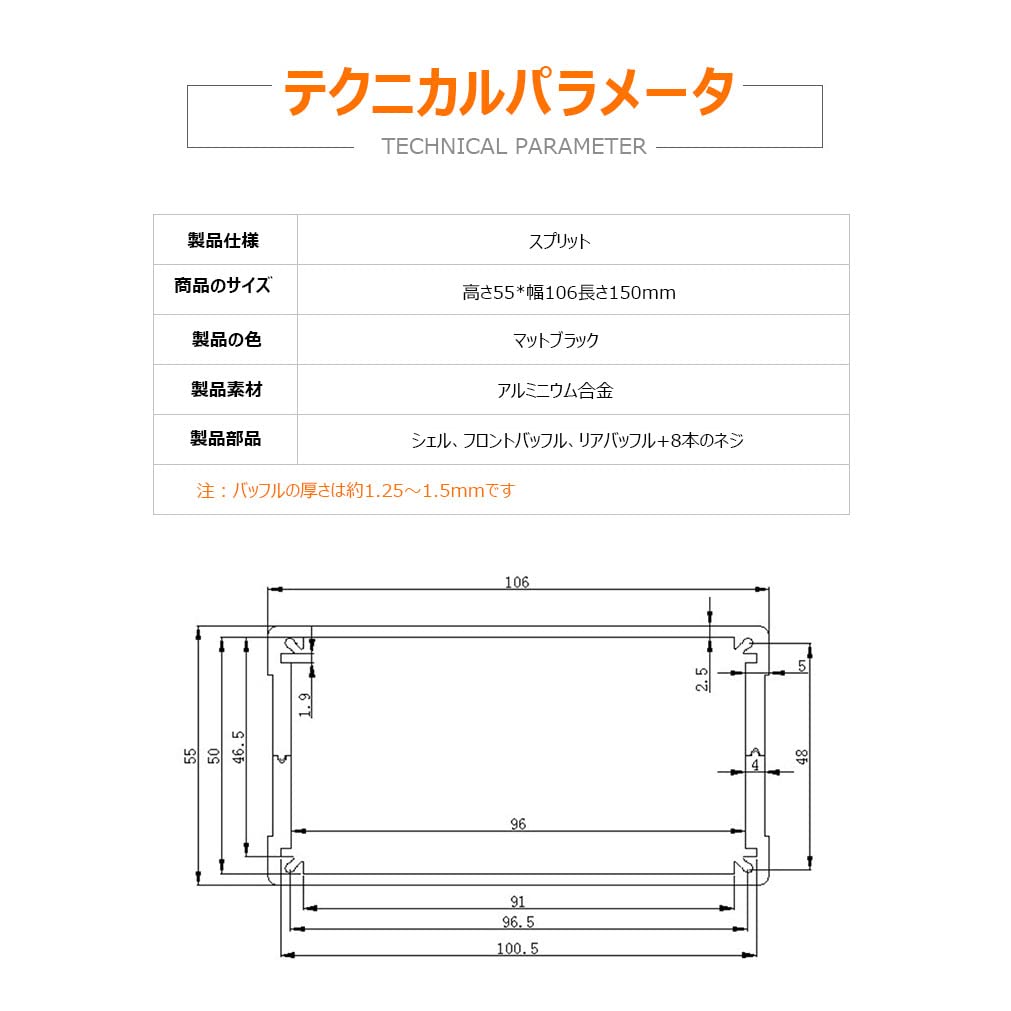 テクニカルパラメータ
TECHNICAL PARAMETER
製品仕様 スプリット
商品のサイズ 高さ55*幅106長さ150mm
製品の色 マットブラック
製品素材 アルミニウム合金
製品部品 シェル、フロントバッフル、リアバッフル+8本のネジ
注：バッフルの厚さは約1.25～1.5mmです
106
5
2.5
1.9
55
50
46.5
48
4
96
91
96.5
100.5